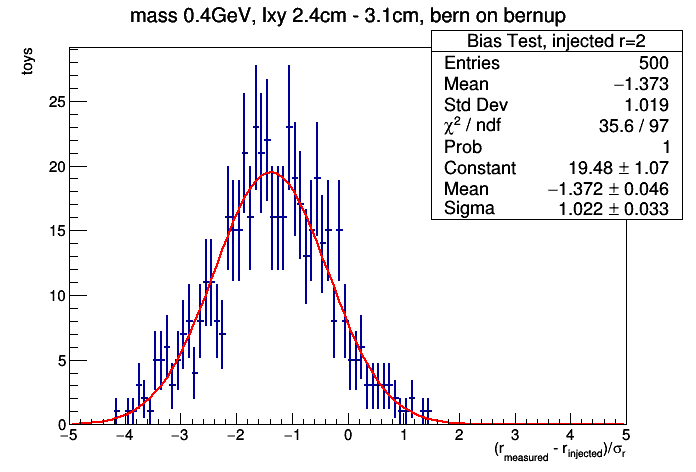 mass 0.4GeV, lxy 2.4cm - 3.1cm, bern on bernup
toys
Bias Test, injected r=2
Entries 500
Mean −1.373
Std Dev 1.019
χ² / ndf 35.6 / 97
Prob 1
Constant 19.48 ± 1.07
Mean −1.372 ± 0.046
Sigma 1.022 ± 0.033
25
20
15
10
5
0
−5 −4 −3 −2 −1 0 1 2 3 4 5
(r_measured - r_injected)/σ_r